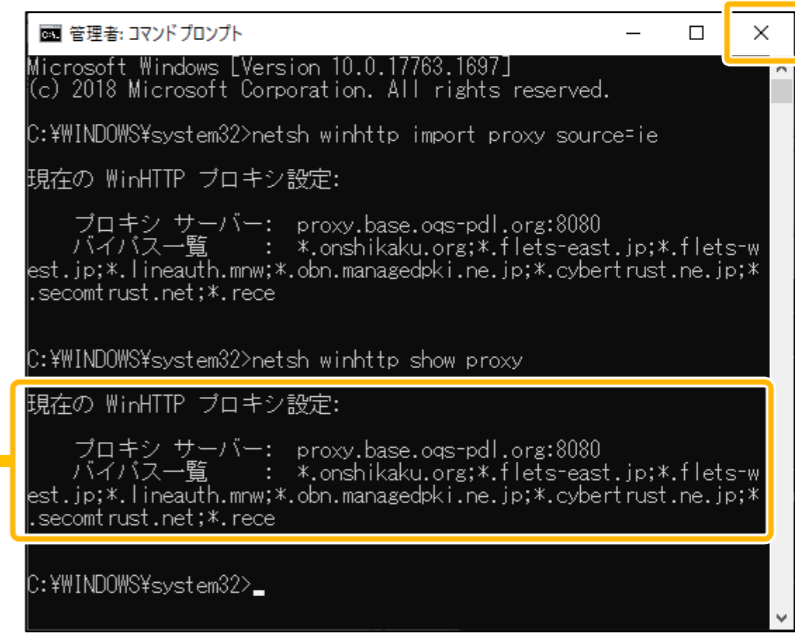 管理者: コマンド プロンプト
Microsoft Windows [Version 10.0.17763.1697]
(c) 2018 Microsoft Corporation. All rights reserved.
C:¥WINDOWS¥system32>netsh winhttp import proxy source=ie
現在の WinHTTP プロキシ設定:
プロキシ サーバー: proxy.base.oqs-pdl.org:8080
バイパス一覧 : *.onshikaku.org;*.flets-east.jp;*.flets-w
est.jp;*.lineauth.mnw;*.obn.managedpki.ne.jp;*.cybertrust.ne.jp;*
.secomtrust.net;*.rece
C:¥WINDOWS¥system32>netsh winhttp show proxy
現在の WinHTTP プロキシ設定:
プロキシ サーバー: proxy.base.oqs-pdl.org:8080
バイパス一覧 : *.onshikaku.org;*.flets-east.jp;*.flets-w
est.jp;*.lineauth.mnw;*.obn.managedpki.ne.jp;*.cybertrust.ne.jp;*
.secomtrust.net;*.rece
C:¥WINDOWS¥system32>